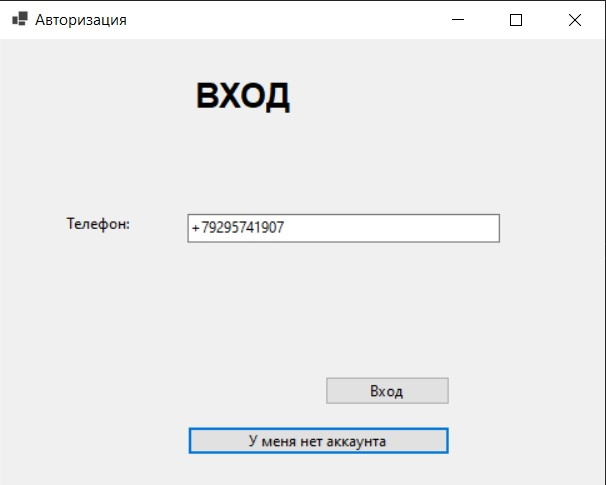 Авторизация
ВХОД
Телефон:
+79295741907
Вход
У меня нет аккаунта